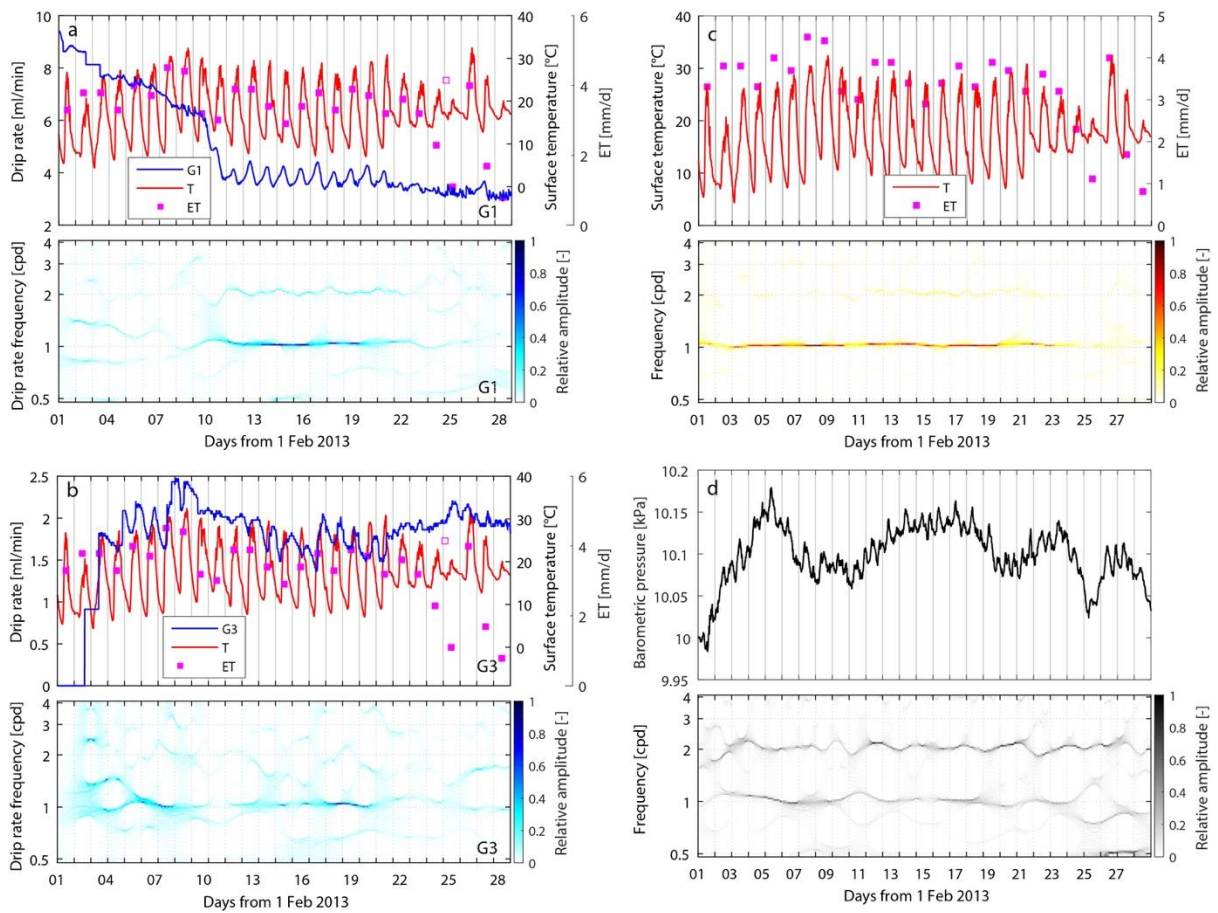 a
Drip rate [ml/min]
10
8
6
4
2
G1
T
ET
G1
40
30
20
10
0
Surface temperature [°C]
6
4
2
0
ET [mm/d]
Drip rate frequency [cpd]
4
3
2
1
0.5
G1
1
0.8
0.6
0.4
0.2
0
Relative amplitude [-]
01 03 04 07 10 13 14 16 19 22 25 28
Days from 1 Feb 2013
c
Surface temperature [°C]
40
30
20
10
0
T
ET
5
4
3
2
1
0
ET [mm/d]
Frequency [cpd]
4
3
2
1
0.5
1
0.8
0.6
0.4
0.2
0
Relative amplitude [-]
01 03 05 07 09 11 13 15 17 19 21 23 25 27
Days from 1 Feb 2013
b
Drip rate [ml/min]
2.5
2
1.5
1
0.5
0
G3
T
ET
G3
40
30
20
10
0
Surface temperature [°C]
6
4
2
0
ET [mm/d]
Drip rate frequency [cpd]
4
3
2
1
0.5
G3
1
0.8
0.6
0.4
0.2
0
Relative amplitude [-]
01 03 04 07 10 13 14 16 19 22 25 28
Days from 1 Feb 2013
d
Barometric pressure [kPa]
10.2
10.15
10.1
10.05
10
9.95
Frequency [cpd]
4
3
2
1
0.5
1
0.8
0.6
0.4
0.2
0
Relative amplitude [-]
01 03 05 07 09 11 13 15 17 19 21 23 25 27
Days from 1 Feb 2013